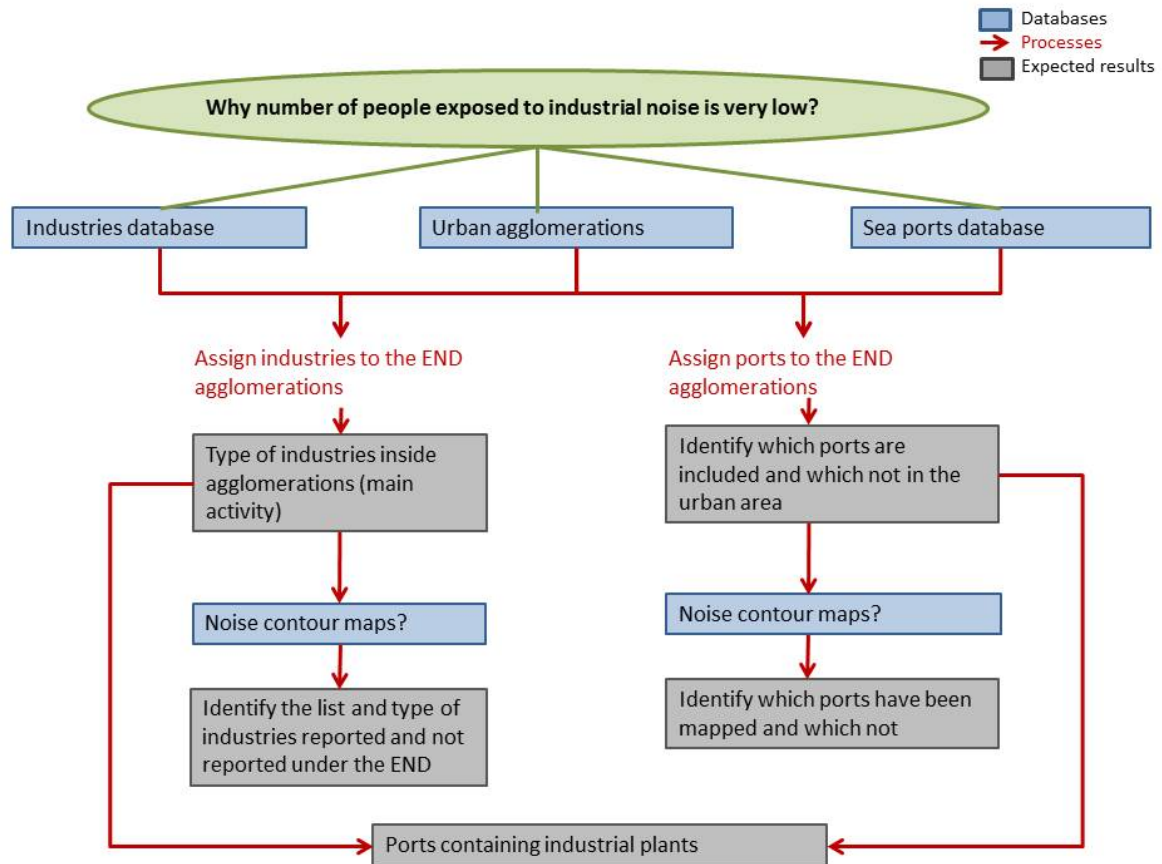 Databases
Processes
Expected results
Why number of people exposed to industrial noise is very low?
Industries database
Urban agglomerations
Sea ports database
Assign industries to the END
agglomerations
Assign ports to the END
agglomerations
Type of industries inside
agglomerations (main
activity)
Identify which ports are
included and which not in the
urban area
Noise contour maps?
Noise contour maps?
Identify the list and type of
industries reported and not
reported under the END
Identify which ports have been
mapped and which not
Ports containing industrial plants